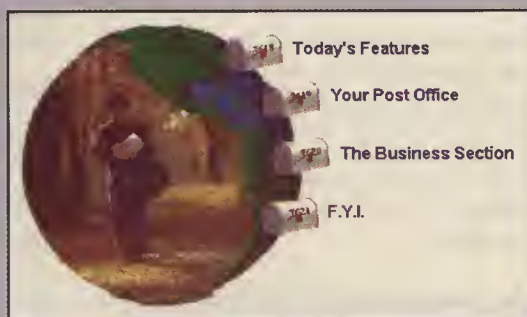 Today's Features
Your Post Office
The Business Section
F.Y.I.